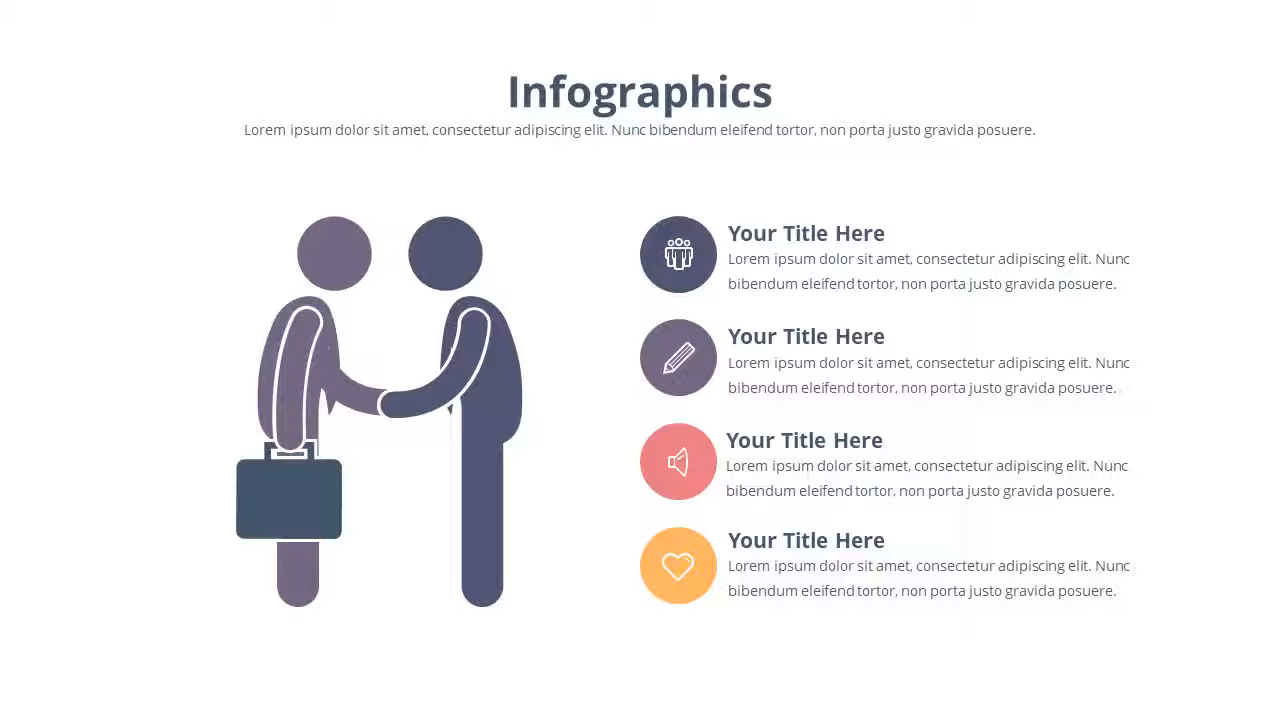 Infographics
Lorem ipsum dolor sit amet, consectetur adipiscing elit. Nunc bibendum eleifend tortor, non porta justo gravida posuere.
Your Title Here
Lorem ipsum dolor sit amet, consectetur adipiscing elit. Nunc
bibendum eleifend tortor, non porta justo gravida posuere.
Your Title Here
Lorem ipsum dolor sit amet, consectetur adipiscing elit. Nunc
bibendum eleifend tortor, non porta justo gravida posuere.
Your Title Here
Lorem ipsum dolor sit amet, consectetur adipiscing elit. Nunc
bibendum eleifend tortor, non porta justo gravida posuere.
Your Title Here
Lorem ipsum dolor sit amet, consectetur adipiscing elit. Nunc
bibendum eleifend tortor, non porta justo gravida posuere.